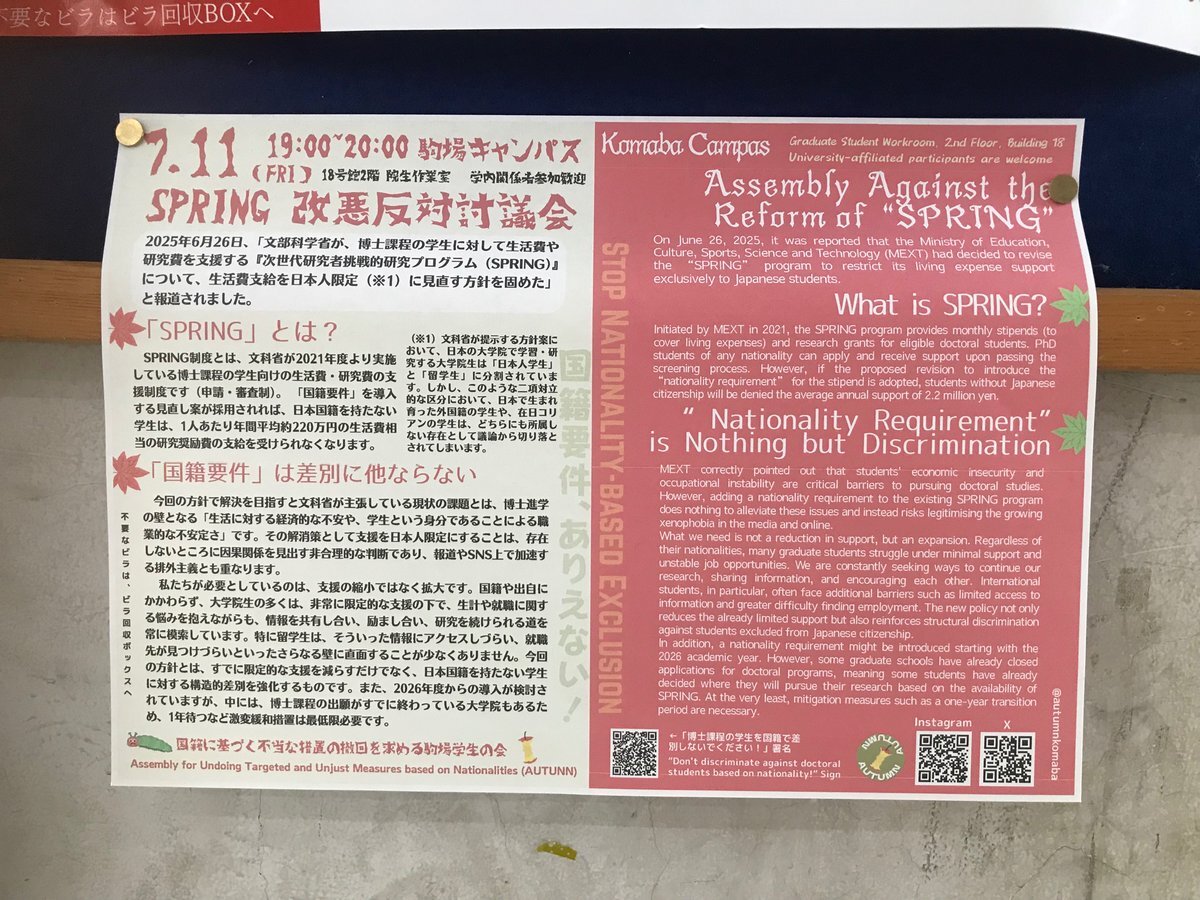 不要なビラはビラ回収BOXへ
7.11 19:00~20:00 駒場キャンパス
(FRI) 18号館2階 院生作業室 学内関係者参加歓迎
SPRING 改悪反対討議会
2025年6月26日、「文部科学省が、博士課程の学生に対して生活費や
研究費を支援する『次世代研究者挑戦的研究プログラム（SPRING）』
について、生活費支給を日本人限定（※1）に見直す方針を固めた」
と報道されました。
「SPRING」とは？
SPRING制度とは、文科省が2021年度より実施
している博士課程の学生向けの生活費・研究費の支
援制度です（申請・審査制）。「国籍要件」を導入
する見直し案が採用されれば、日本国籍を持たない
学生は、1人あたり年間平均約220万円の生活費相
当の研究奨励費の支給を受けられなくなります。
（※1）文科省が提示する方針案に
おいて、日本の大学院で学習・研
究する大学院生は「日本人学生」
と「留学生」に分割されていま
す。しかし、このような二項対立
的な区分において、日本で生まれ
育った外国籍の学生や、在日コリ
アンの学生は、どちらにも所属し
ない存在として議論から切り落と
されてしまいます。
「国籍要件」は差別に他ならない
今回の方針で解決を目指すと文科省が主張している現状の課題とは、博士進学
の壁となる「生活に対する経済的な不安や、学生という身分であることによる職
業的な不安定さ」です。その解消策として支援を日本人限定にすることは、存在
しないところに因果関係を見出す非合理的な判断であり、報道やSNS上で加速す
る排外主義とも重なります。
私たちが必要としているのは、支援の縮小ではなく拡大です。国籍や出自に
かかわらず、大学院生の多くは、非常に限定的な支援の下で、生計や就職に関す
る悩みを抱えながらも、情報を共有し合い、励まし合い、研究を続けられる道を
常に模索しています。特に留学生は、そういった情報にアクセスしづらい、就職
先が見つけづらいといったさらなる壁に直面することが少なくありません。今回
の方針とは、すでに限定的な支援を減らすだけでなく、日本国籍を持たない学生
に対する構造的差別を強化するものです。また、2026年度からの導入が検討さ
れていますが、中には、博士課程の出願がすでに終わっている大学院もあるた
め、1年待つなど激変緩和措置は最低限必要です。
不要なビラは、ビラ回収ボックスへ
国籍に基づく不当な措置の撤回を求める駒場学生の会
Assembly for Undoing Targeted and Unjust Measures based on Nationalities (AUTUNN)
国籍要件、ありえない！
STOP NATIONALITY-BASED EXCLUSION
Komaba Campas
Graduate Student Workroom, 2nd Floor, Building 18
University-affiliated participants are welcome
Assembly Against the
Reform of "SPRING"
On June 26, 2025, it was reported that the Ministry of Education,
Culture, Sports, Science and Technology (MEXT) had decided to revise
the "SPRING" program to restrict its living expense support
exclusively to Japanese students.
What is SPRING?
Initiated by MEXT in 2021, the SPRING program provides monthly stipends (to
cover living expenses) and research grants for eligible doctoral students. PhD
students of any nationality can apply and receive support upon passing the
screening process. However, if the proposed revision to introduce the
"nationality requirement" for the stipend is adopted, students without Japanese
citizenship will be denied the average annual support of 2.2 million yen.
"Nationality Requirement"
is Nothing but Discrimination
MEXT correctly pointed out that students' economic insecurity and
occupational instability are critical barriers to pursuing doctoral studies.
However, adding a nationality requirement to the existing SPRING program
does nothing to alleviate these issues and instead risks legitimising the growing
xenophobia in the media and online.
What we need is not a reduction in support, but an expansion. Regardless of
their nationalities, many graduate students struggle under minimal support and
unstable job opportunities. We are constantly seeking ways to continue our
research, sharing information, and encouraging each other. International
students, in particular, often face additional barriers such as limited access to
information and greater difficulty finding employment. The new policy not only
reduces the already limited support but also reinforces structural discrimination
against students excluded from Japanese citizenship.
In addition, a nationality requirement might be introduced starting with the
2026 academic year. However, some graduate schools have already closed
applications for doctoral programs, meaning some students have already
decided where they will pursue their research based on the availability of
SPRING. At the very least, mitigation measures such as a one-year transition
period are necessary.
←「博士課程の学生を国籍で差
別しないでください！」署名
"Don't discriminate against doctoral
students based on nationality!" Sign
AUTUMN
AUTUMN
Instagram
X
@autumnkomaba